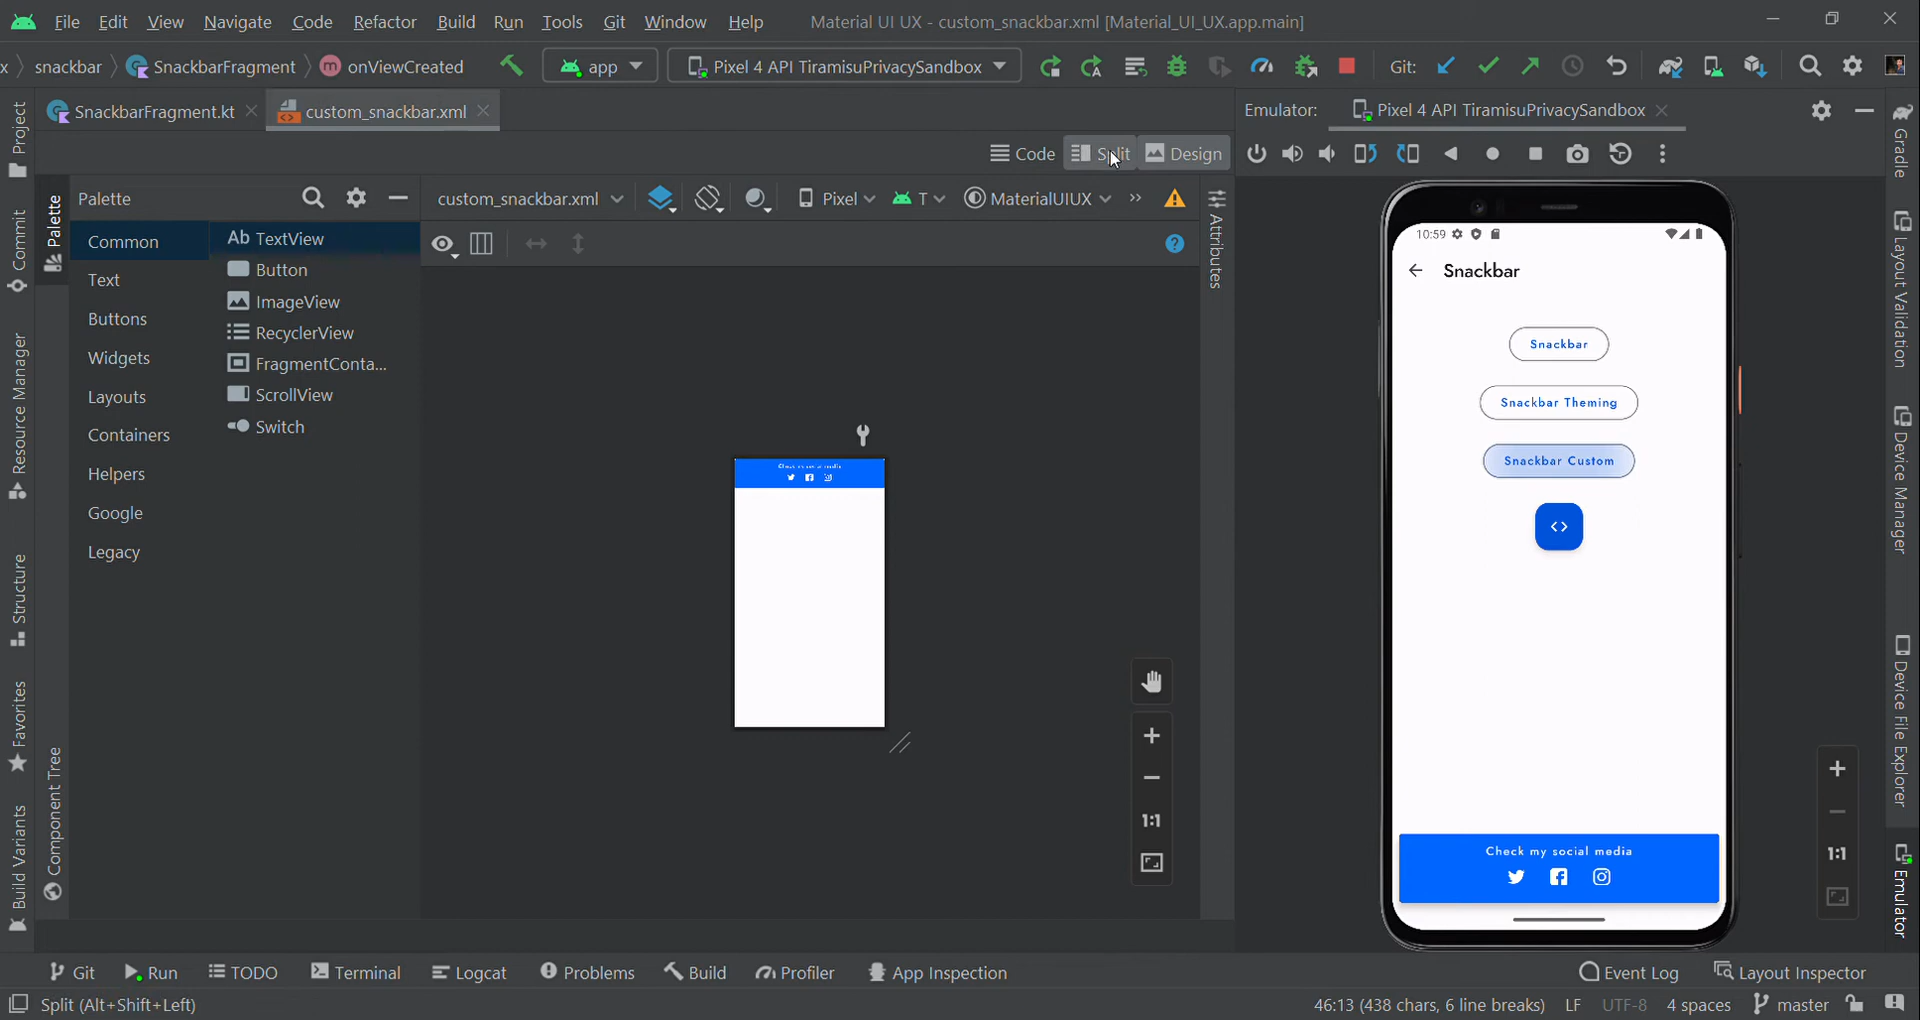 File Edit View Navigate Code Refactor Build Run Tools Git Window Help Material UI UX - custom_snackbar.xml [Material_UI_UX.app.main]
x snackbar SnackbarFragment m onViewCreated app Pixel 4 API TiramisuPrivacySandbox Git:
SnackbarFragment.kt custom_snackbar.xml
Emulator: Pixel 4 API TiramisuPrivacySandbox
Code Split Design
Project
Commit
Resource Manager
Structure
Favorites
Build Variants
Palette
Component Tree
Palette
Common
Text
Buttons
Widgets
Layouts
Containers
Helpers
Google
Legacy
Ab TextView
Button
ImageView
RecyclerView
FragmentConta...
ScrollView
Switch
custom_snackbar.xml Pixel T MaterialUIUX
?
Attributes
1:1
10:59
Snackbar
Snackbar
Snackbar Theming
Snackbar Custom
<>
Check my social media
1:1
Gradle
Layout Validation
Device Manager
Device File Explorer
Emulator
Git Run TODO Terminal Logcat Problems Build Profiler App Inspection Event Log Layout Inspector
Split (Alt+Shift+Left) 46:13 (438 chars, 6 line breaks) LF UTF-8 4 spaces master